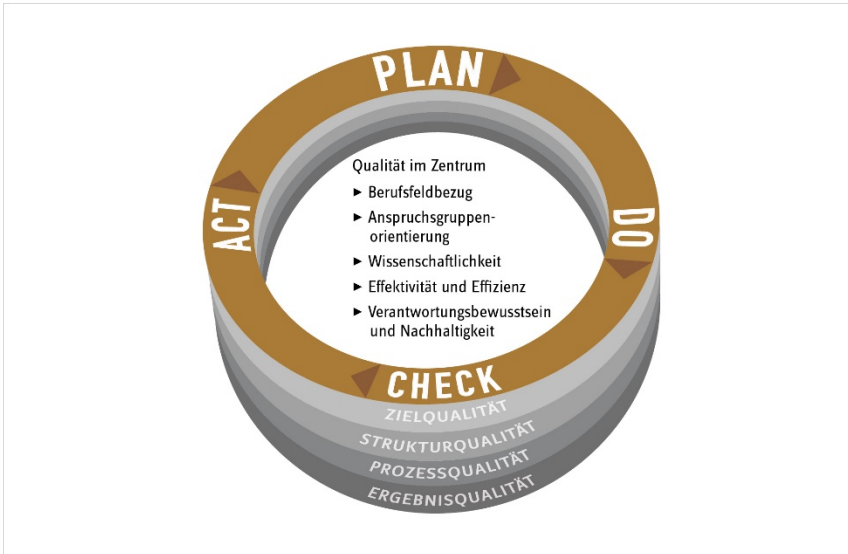 PLAN
Qualität im Zentrum
► Berufsfeldbezug
► Anspruchsgruppen-
orientierung
► Wissenschaftlichkeit
► Effektivität und Effizienz
► Verantwortungsbewusstsein
und Nachhaltigkeit
ACT
DO
CHECK
ZIELQUALITÄT
STRUKTURQUALITÄT
PROZESSQUALITÄT
ERGEBNISQUALITÄT